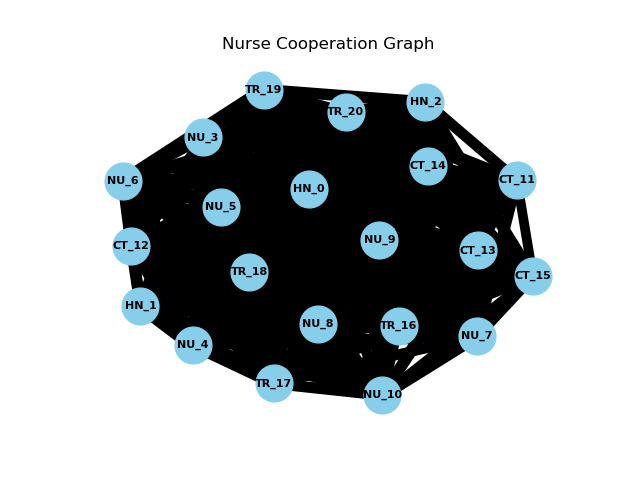 Nurse Cooperation Graph
TR_19
HN_2
TR_20
NU_3
CT_14
NU_6
CT_11
HN_0
NU_5
NU_9
CT_12
CT_13
TR_18
CT_15
HN_1
NU_8
TR_16
NU_7
NU_4
TR_17
NU_10